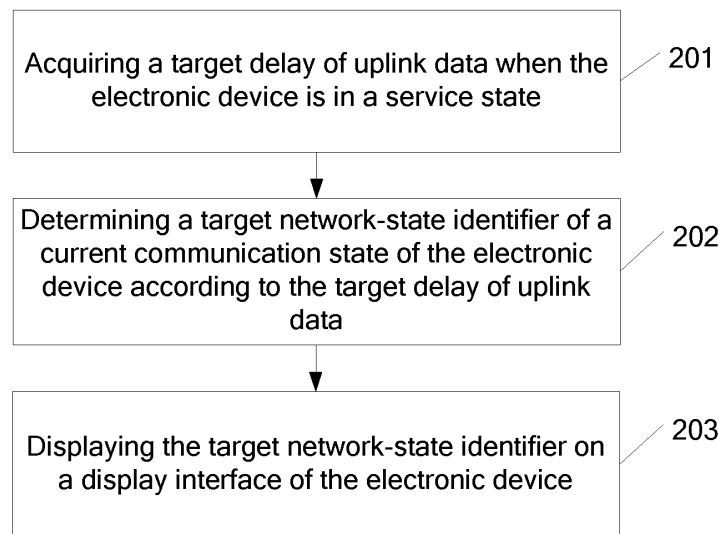 Acquiring a target delay of uplink data when the
electronic device is in a service state
201
Determining a target network-state identifier of a
current communication state of the electronic
device according to the target delay of uplink
data
202
Displaying the target network-state identifier on
a display interface of the electronic device
203